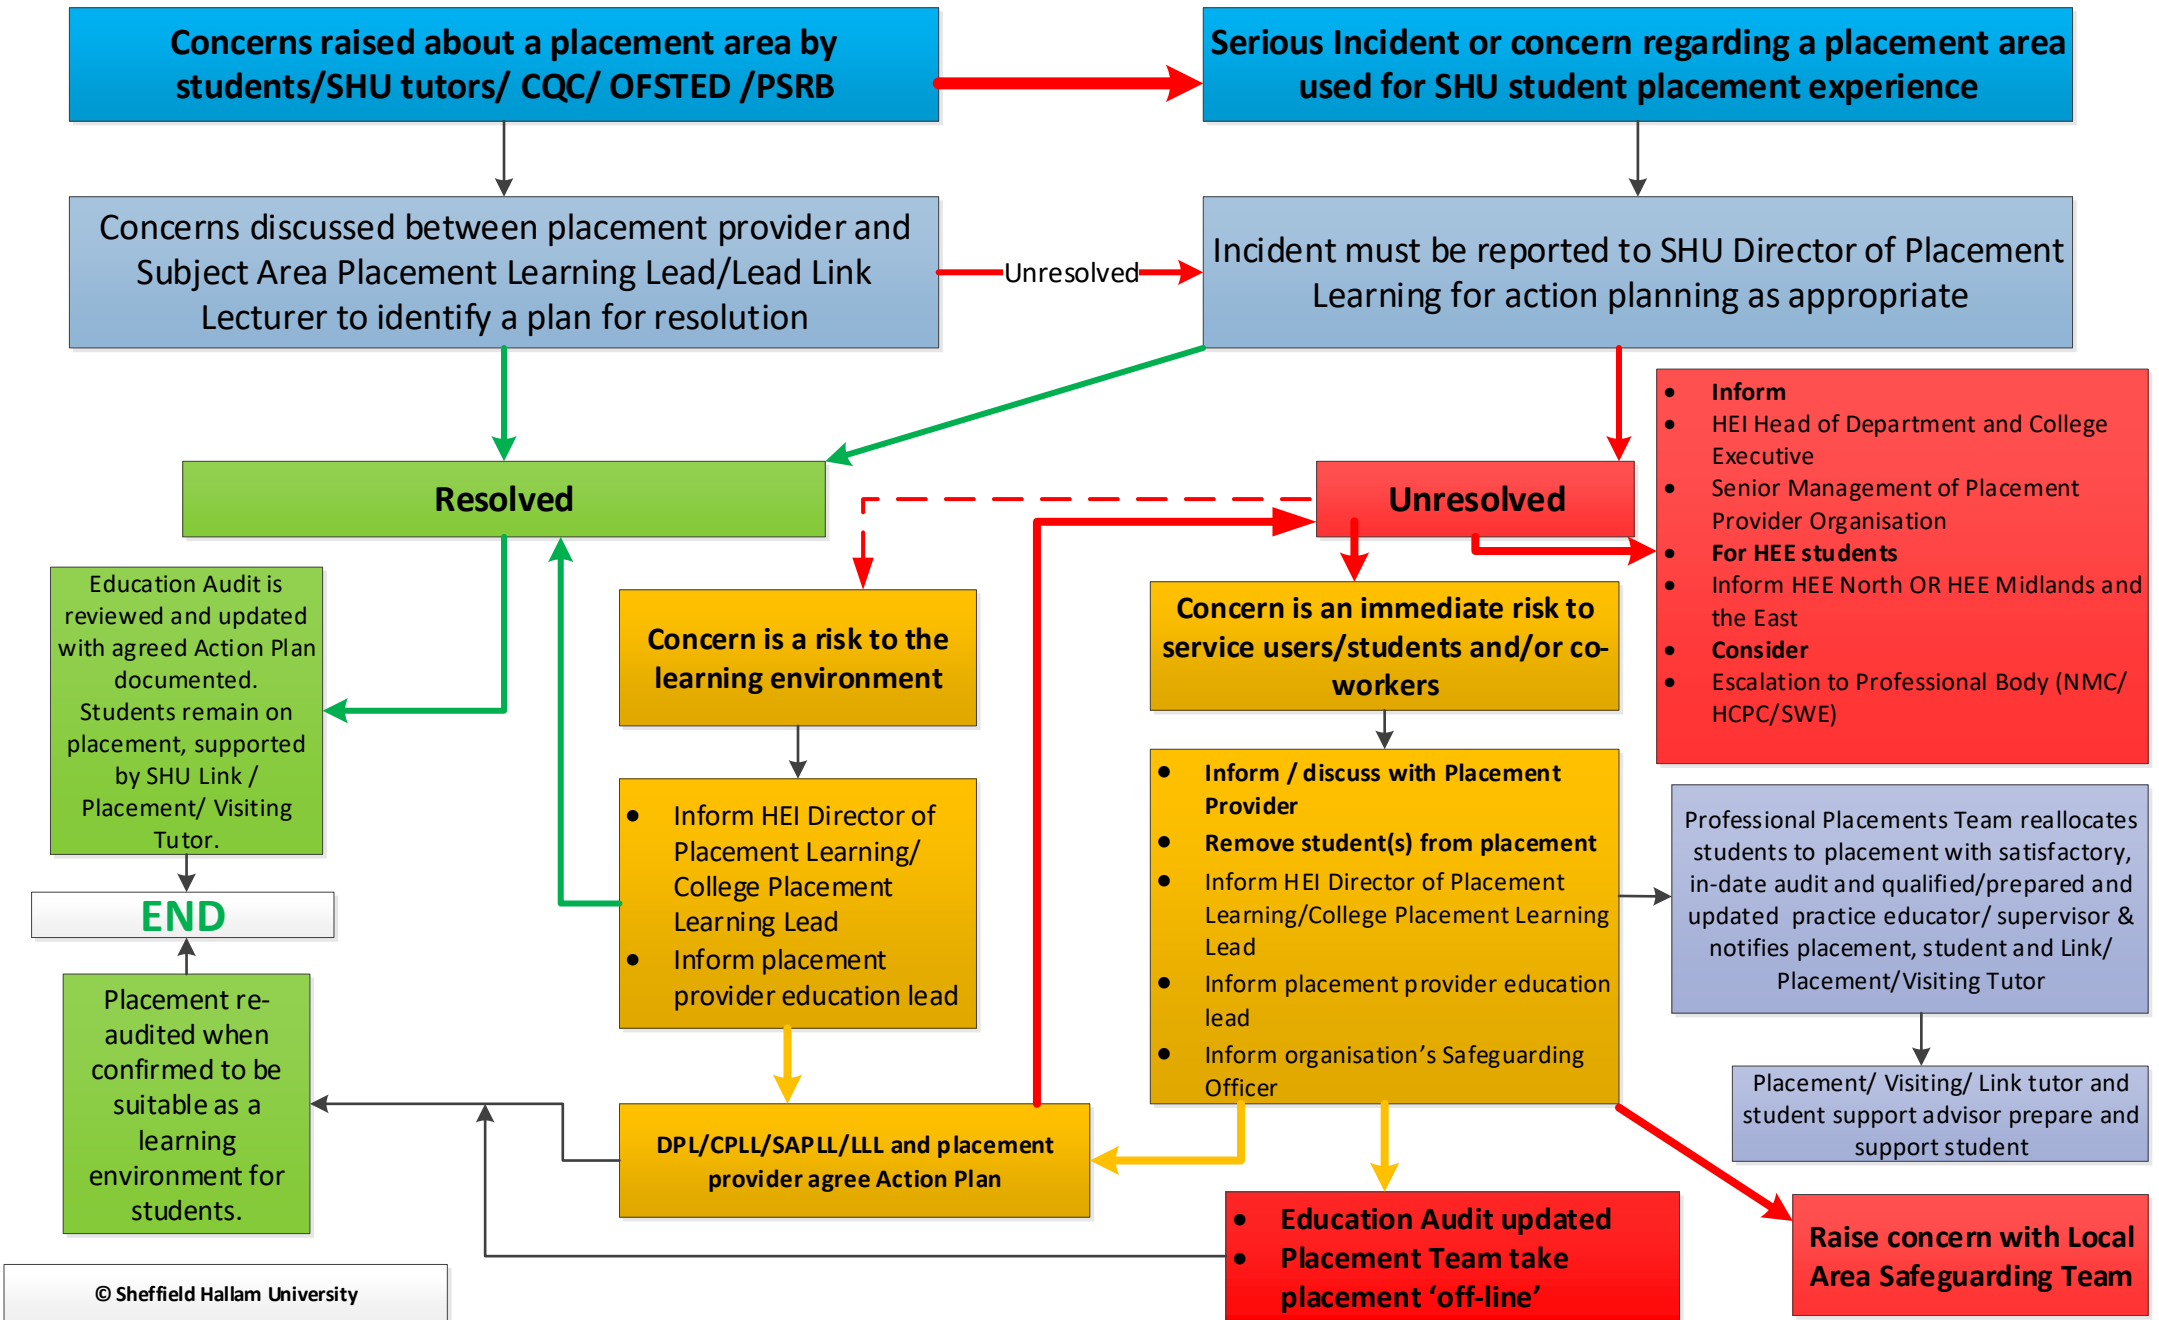 Concerns raised about a placement area by
students/SHU tutors/ CQC/ OFSTED /PSRB
Serious Incident or concern regarding a placement area
used for SHU student placement experience
Concerns discussed between placement provider and
Subject Area Placement Learning Lead/Lead Link
Lecturer to identify a plan for resolution
Unresolved
Incident must be reported to SHU Director of Placement
Learning for action planning as appropriate
Resolved
Unresolved
• Inform
• HEI Head of Department and College
Executive
• Senior Management of Placement
Provider Organisation
• For HEE students
• Inform HEE North OR HEE Midlands and
the East
• Consider
• Escalation to Professional Body (NMC/
HCPC/SWE)
Education Audit is
reviewed and updated
with agreed Action Plan
documented.
Students remain on
placement, supported
by SHU Link /
Placement/ Visiting
Tutor.
END
Placement re-
audited when
confirmed to be
suitable as a
learning
environment for
students.
Concern is a risk to the
learning environment
• Inform HEI Director of
Placement Learning/
College Placement
Learning Lead
• Inform placement
provider education lead
DPL/CPLL/SAPLL/LLL and placement
provider agree Action Plan
Concern is an immediate risk to
service users/students and/or co-
workers
• Inform / discuss with Placement
Provider
• Remove student(s) from placement
• Inform HEI Director of Placement
Learning/College Placement Learning
Lead
• Inform placement provider education
lead
• Inform organisation’s Safeguarding
Officer
• Education Audit updated
• Placement Team take
placement ‘off-line’
Professional Placements Team reallocates
students to placement with satisfactory,
in-date audit and qualified/prepared and
updated practice educator/ supervisor &
notifies placement, student and Link/
Placement/Visiting Tutor
Placement/ Visiting/ Link tutor and
student support advisor prepare and
support student
Raise concern with Local
Area Safeguarding Team
© Sheffield Hallam University